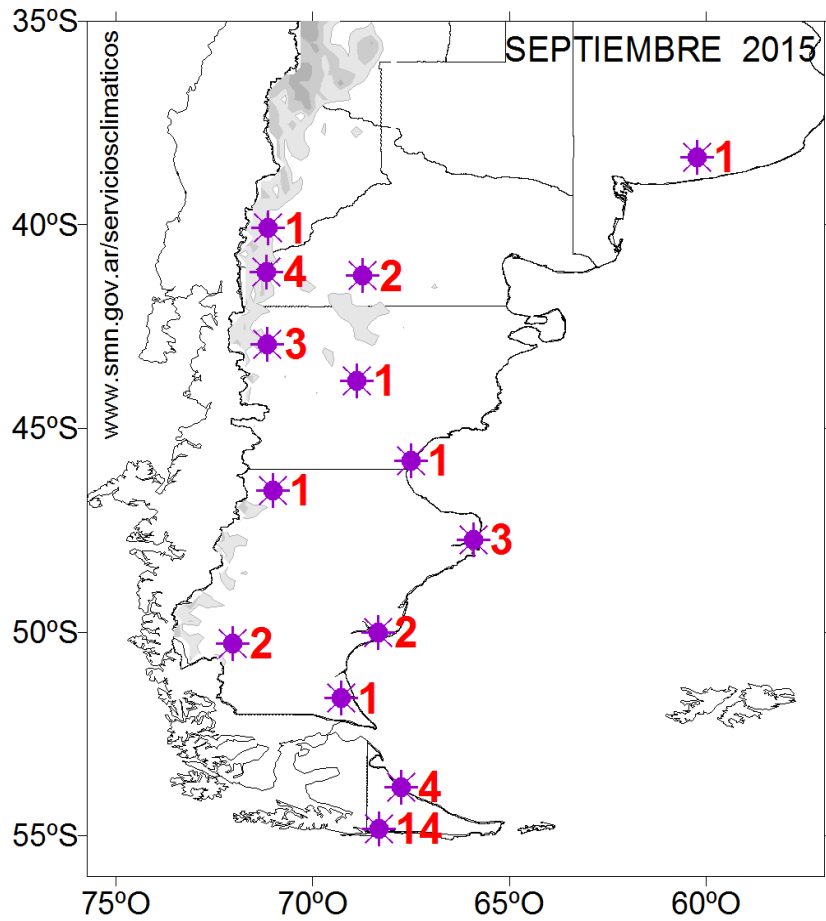 35ºS
SEPTIEMBRE 2015
www.smn.gov.ar/serviciosclimaticos
1
40ºS
1
4
2
3
1
45ºS
1
1
3
50ºS
2
2
1
4
55ºS
14
75ºO 70ºO 65ºO 60ºO